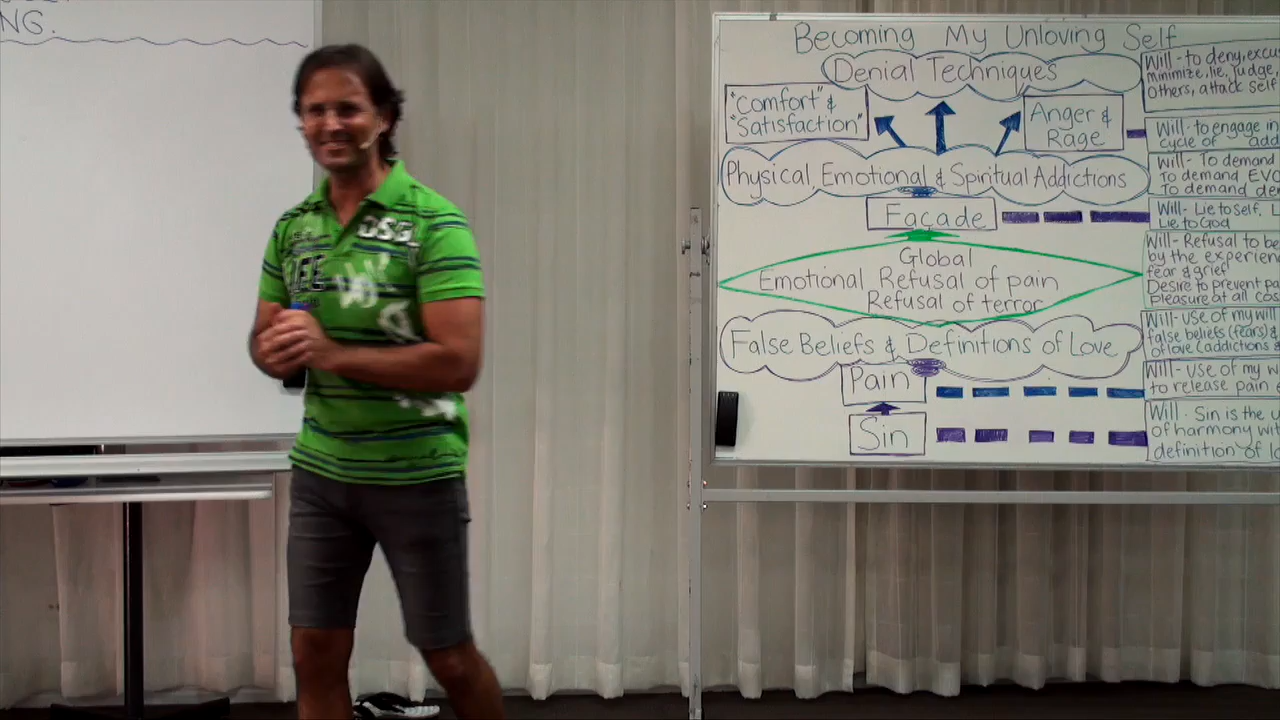 NG.
Becoming My Unloving Self
Denial Techniques
"Comfort" &
"Satisfaction"
Anger &
Rage
Physical, Emotional & Spiritual Addictions
Façade
Global
Emotional Refusal of pain
Refusal of terror
False Beliefs & Definitions of Love
Pain
Sin
Will - to deny, excu
minimize, lie, judge,
others, attack self
Will - to engage in
cycle of add
Will - To demand
To demand, EVO
To demand de
Will - Lie to Self, L
Lie to God
Will - Refusal to be
by the experien
fear & grief
Desire to prevent pa
pleasure at all cos
Will - use of my will
false beliefs (fears) &
of love (addictions &
Will - use of my w
to release pain e
Will - Sin is the u
of harmony wit
definition of lo